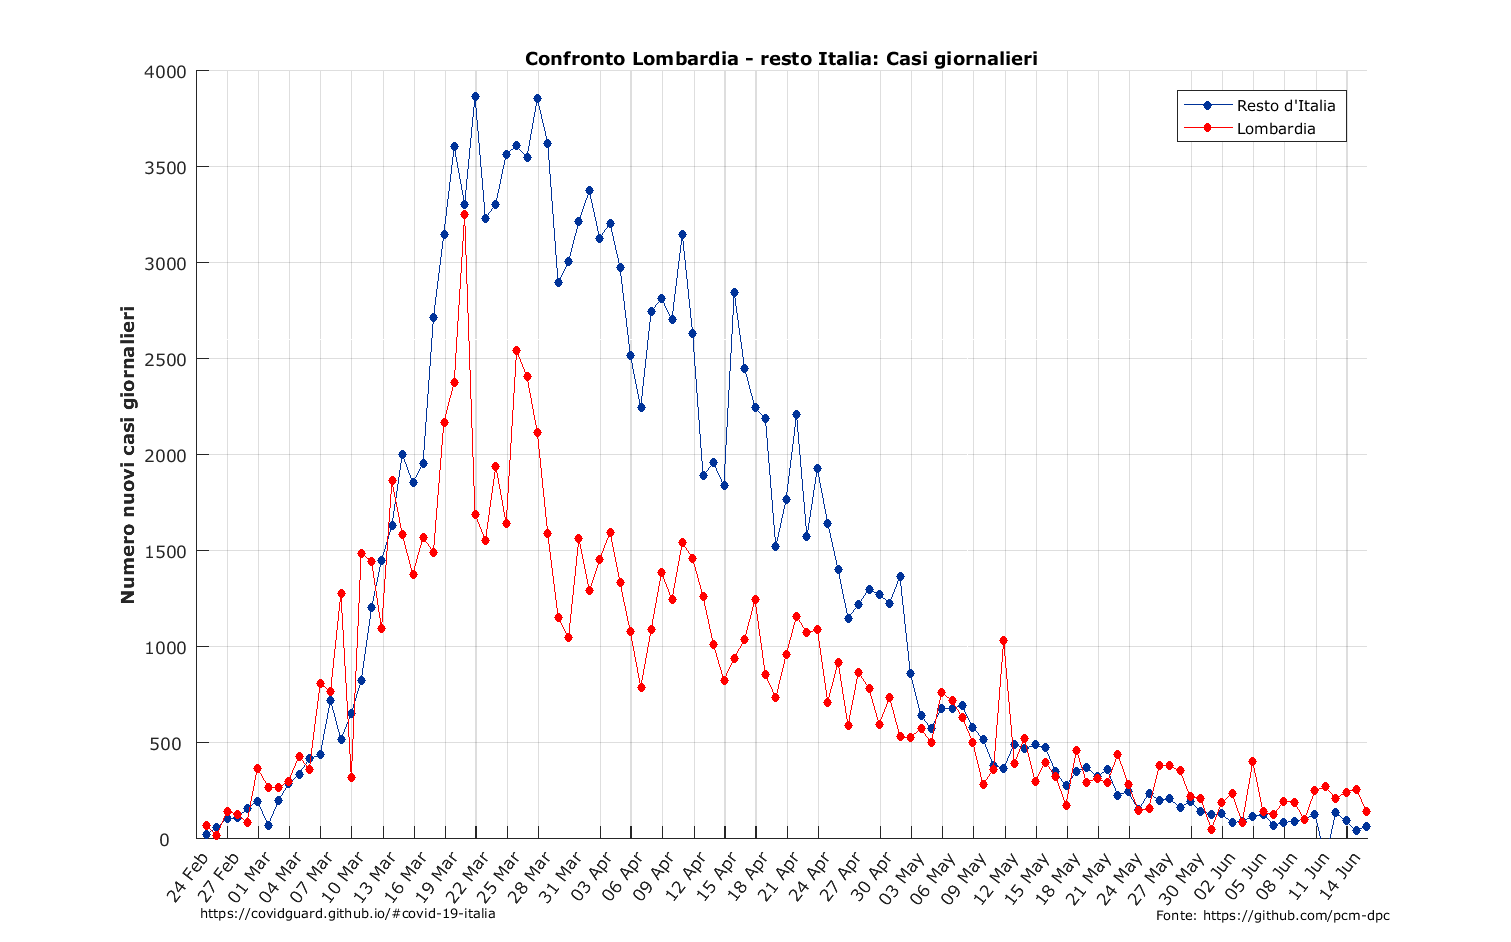 Confronto Lombardia - resto Italia: Casi giornalieri
Resto d'Italia
Lombardia
Numero nuovi casi giornalieri
4000
3500
3000
2500
2000
1500
1000
500
0
24 Feb
27 Feb
01 Mar
04 Mar
07 Mar
10 Mar
13 Mar
16 Mar
19 Mar
22 Mar
25 Mar
28 Mar
31 Mar
03 Apr
06 Apr
09 Apr
12 Apr
15 Apr
18 Apr
21 Apr
24 Apr
27 Apr
30 Apr
03 May
06 May
09 May
12 May
15 May
18 May
21 May
24 May
27 May
30 May
02 Jun
05 Jun
08 Jun
11 Jun
14 Jun
https://covidguard.github.io/#covid-19-italia
Fonte: https://github.com/pcm-dpc